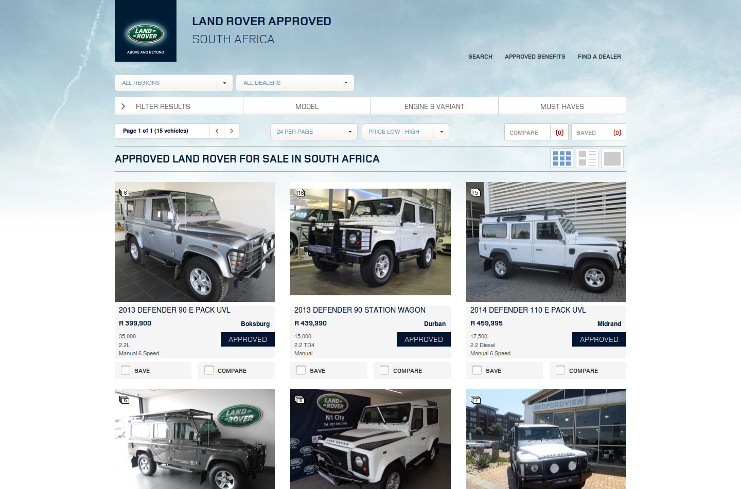 LAND ROVER APPROVED
SOUTH AFRICA
LAND ROVER
ABOVE AND BEYOND
SEARCH APPROVED BENEFITS FIND A DEALER
ALL REGIONS ALL DEALERS
FILTER RESULTS MODEL ENGINE & VARIANT MUST HAVES
Page 1 of 1 (15 vehicles) 24 PER PAGE PRICE LOW - HIGH COMPARE (0) SAVED (0)
APPROVED LAND ROVER FOR SALE IN SOUTH AFRICA
2013 DEFENDER 90 E PACK UVL
R 399,900 Boksburg
35,000
2.2L
Manual 6 Speed
APPROVED
SAVE COMPARE
2013 DEFENDER 90 STATION WAGON
R 439,990 Durban
15,000
2.2 TD4
Manual
APPROVED
SAVE COMPARE
2014 DEFENDER 110 E PACK UVL
R 459,995 Midrand
17,500
2.2 Diesel
Manual 6 Speed
APPROVED
SAVE COMPARE
LAND ROVER
LAND ROVER
N1 City
BEDFORDVIEW